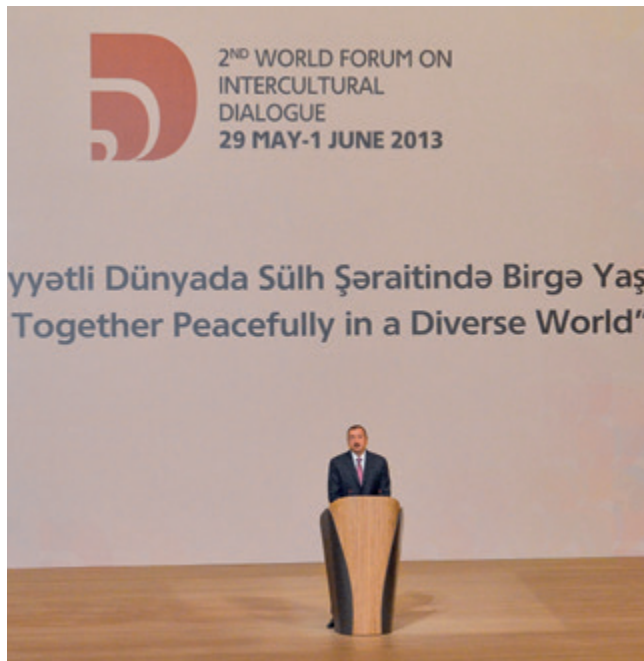 2ND WORLD FORUM ON
INTERCULTURAL
DIALOGUE
29 MAY-1 JUNE 2013
yyətli Dünyada Sülh Şəraitində Birgə Yaş
Together Peacefully in a Diverse World"